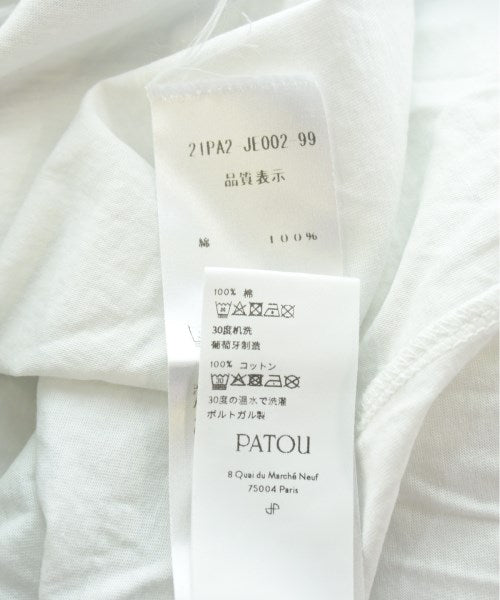 21PA2 JE002 99
品質表示
綿 100%
100% 棉
30度机洗
葡萄牙制造
100% コットン
30度の温水で洗濯
ポルトガル製
PATOU
8 Quai du Marché Neuf
75004 Paris
JP